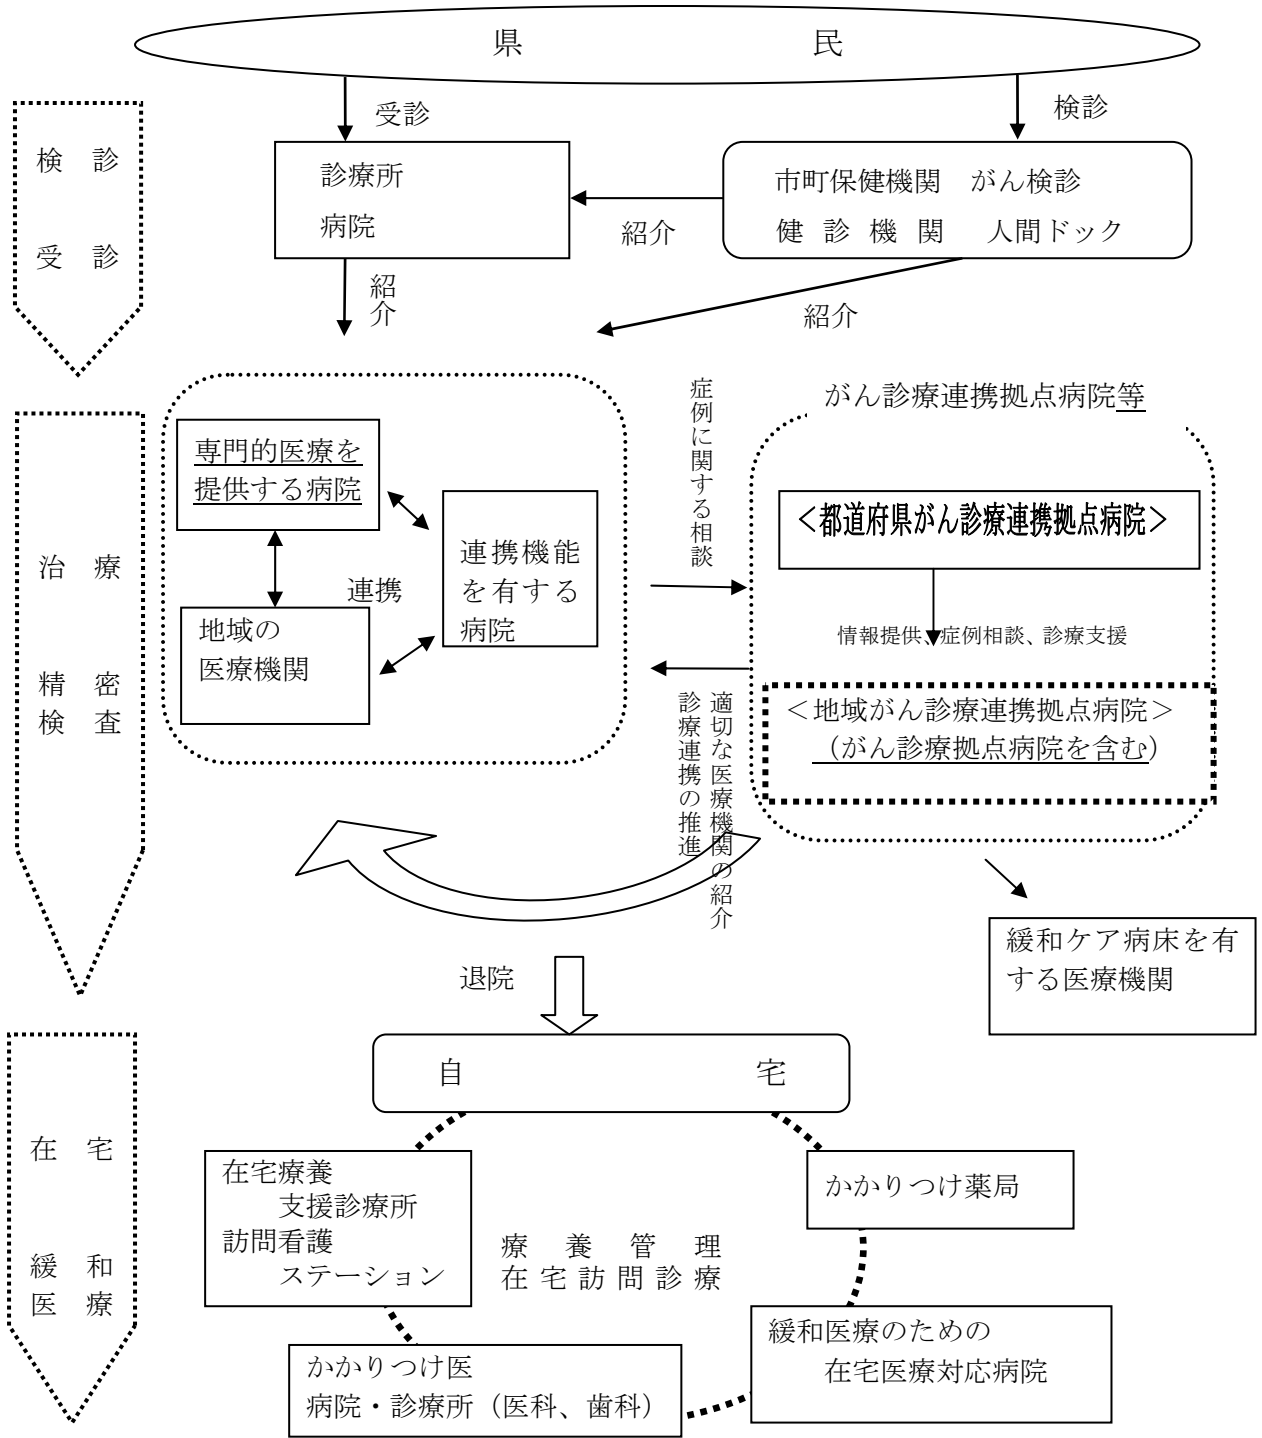 県　民
受診
検診
検　診
受　診
診療所
病院
市町保健機関　がん検診
健診機関　人間ドック
紹介
紹介
紹介
治　療
精　密
検　査
専門的医療を
提供する病院
連携
連携機能
を有する
病院
地域の
医療機関
症例に関する相談
がん診療連携拠点病院等
＜都道府県がん診療連携拠点病院＞
情報提供、症例相談、診療支援
＜地域がん診療連携拠点病院＞
（がん診療拠点病院を含む）
適切な医療機関の紹介
診療連携の推進
緩和ケア病床を有
する医療機関
退院
自　宅
在　宅
緩　和
医　療
在宅療養
支援診療所
訪問看護
ステーション
療養管理
在宅訪問診療
かかりつけ薬局
かかりつけ医
病院・診療所（医科、歯科）
緩和医療のための
在宅医療対応病院